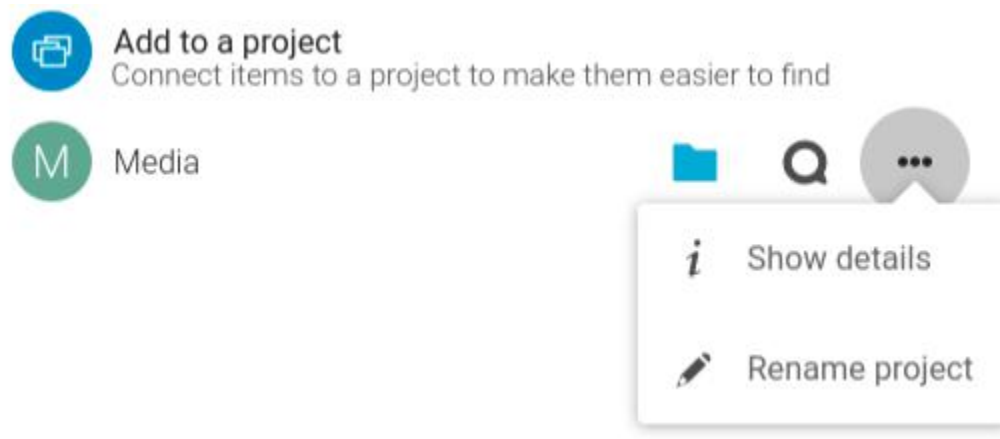 Add to a project
Connect items to a project to make them easier to find
M Media
Show details
Rename project